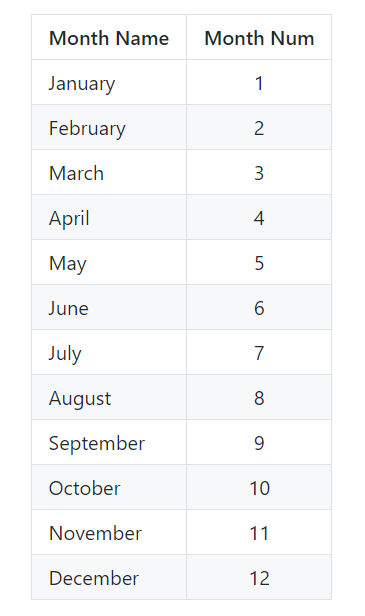 Month Name Month Num
January 1
February 2
March 3
April 4
May 5
June 6
July 7
August 8
September 9
October 10
November 11
December 12